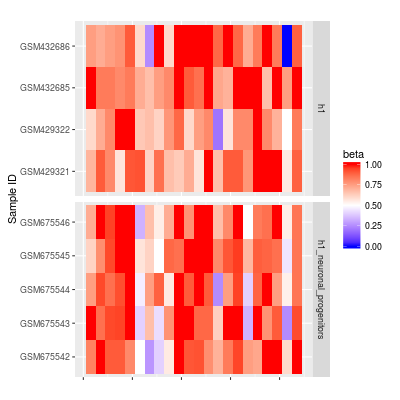 GSM432686
GSM432685
GSM429322
GSM429321
h1
GSM675546
GSM675545
GSM675544
GSM675543
GSM675542
h1_neuronal_progenitors
Sample ID
beta
1.00
0.75
0.50
0.25
0.00